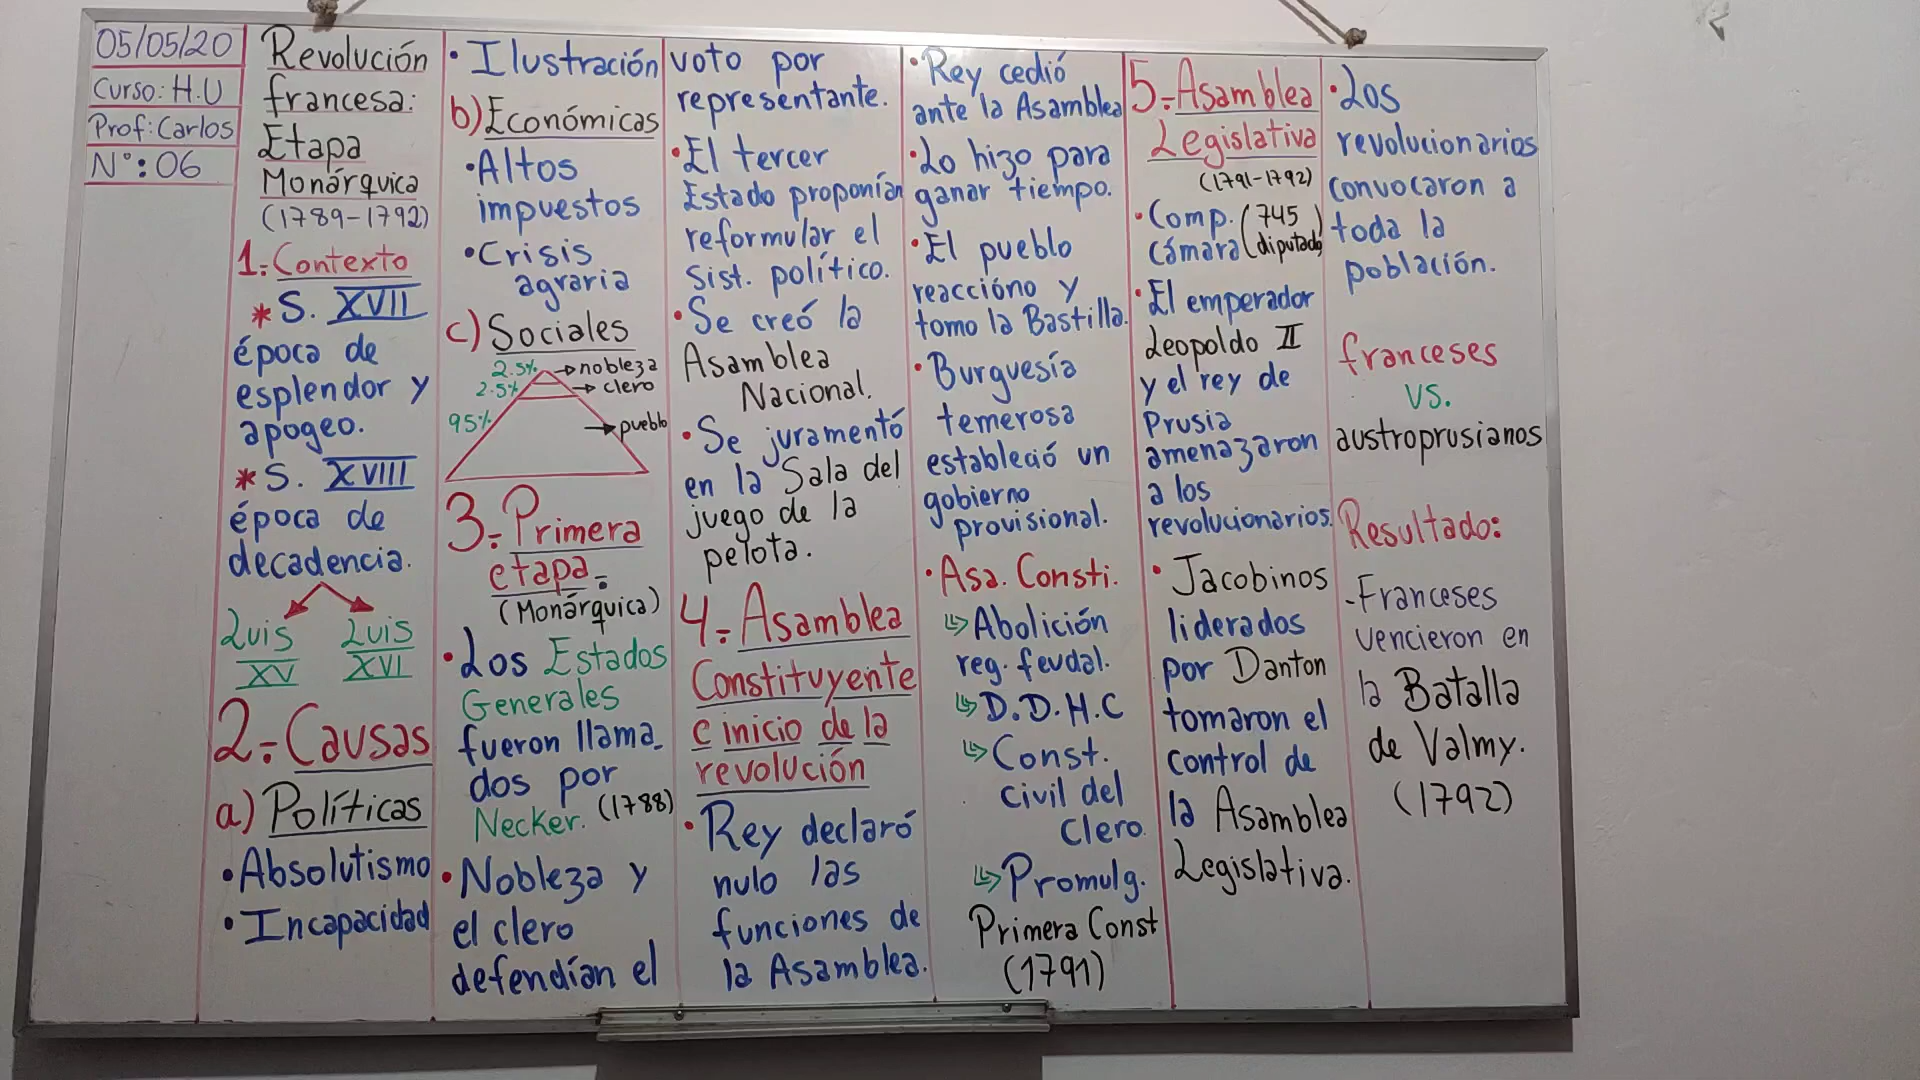 05/05/20
Curso: H.U
Prof: Carlos
N°: 06
Revolución
francesa:
Etapa
Monárquica
(1789-1792)
1.- Contexto
* S. XVII
época de
esplendor y
apogeo.
* S. XVIII
época de
decadencia.
Luis Luis
XV XVI
2.- Causas
a) Políticas
• Absolutismo
• Incapacidad
• Ilustración
b) Económicas
• Altos
impuestos
• Crisis
agraria
c) Sociales
2.5% → nobleza
2.5% → clero
95% → pueblo
3.- Primera
etapa.-
(Monárquica)
• Los Estados
Generales
fueron llama_
dos por
Necker. (1788)
• Nobleza y
el clero
defendían el
voto por
representante.
• El tercer
Estado proponían
reformular el
sist. político.
• Se creó la
Asamblea
Nacional.
• Se juramentó
en la Sala del
juego de la
pelota.
4.- Asamblea
Constituyente
e inicio de la
revolución
• Rey declaró
nulo las
funciones de
la Asamblea.
• Rey cedió
ante la Asamblea
• Lo hizo para
ganar tiempo.
• El pueblo
reaccióno y
tomo la Bastilla.
• Burguesía
temerosa
estableció un
gobierno
provisional.
• Asa. Consti.
↳ Abolición
reg. feudal.
↳ D.D.H.C
↳ Const.
civil del
Clero.
↳ Promulg.
Primera Const
(1791)
5.- Asamblea
Legislativa
(1791-1792)
• Comp. (745
cámara diputados)
• El emperador
Leopoldo II
y el rey de
Prusia
amenazaron
a los
revolucionarios.
• Jacobinos
liderados
por Danton
tomaron el
control de
la Asamblea
Legislativa.
• Los
revolucionarios
convocaron a
toda la
población.
franceses
vs.
austroprusianos
Resultado:
- Franceses
vencieron en
la Batalla
de Valmy.
(1792)